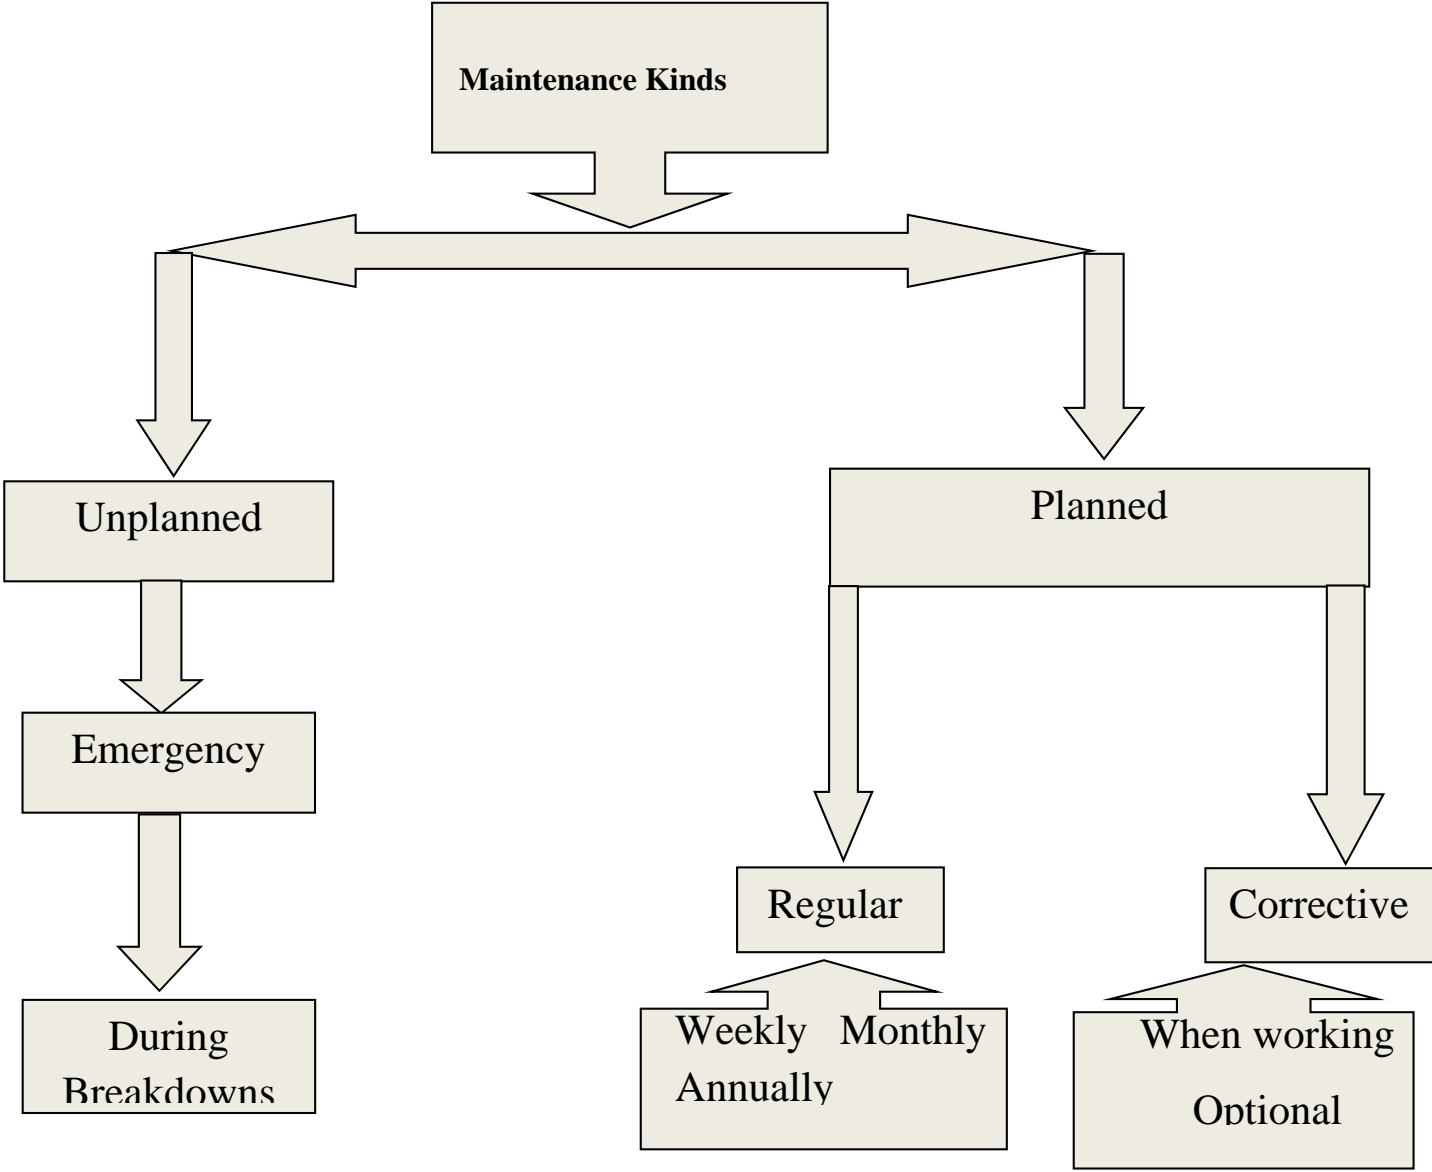 Maintenance Kinds
Unplanned
Planned
Emergency
Regular
Corrective
During
Breakdowns
Weekly Monthly
Annually
When working
Optional